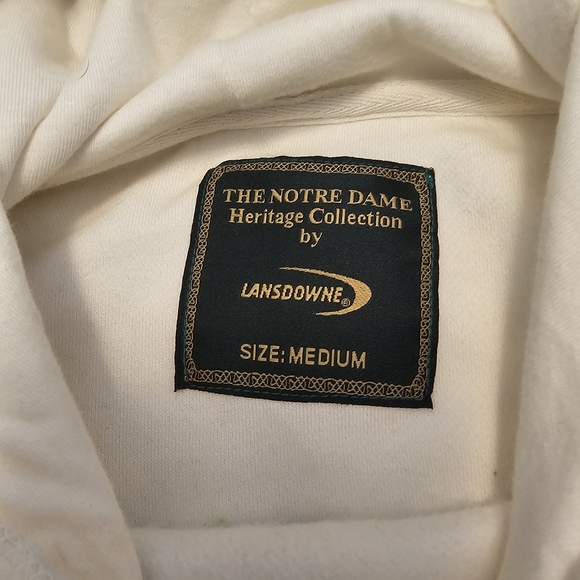 THE NOTRE DAME
Heritage Collection
by
LANSDOWNE®
SIZE: MEDIUM